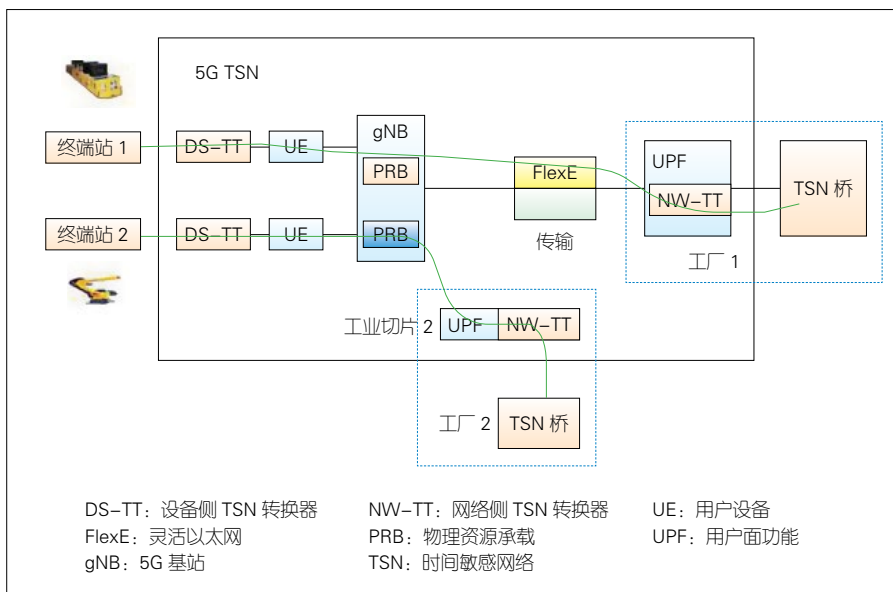 5G TSN
gNB
终端站 1
DS-TT
UE
PRB
FlexE
UPF
NW-TT
TSN 桥
终端站 2
DS-TT
UE
PRB
传输
工厂 1
工业切片 2
UPF
NW-TT
工厂 2
TSN 桥
DS-TT：设备侧 TSN 转换器
NW-TT：网络侧 TSN 转换器
UE：用户设备
FlexE：灵活以太网
PRB：物理资源承载
UPF：用户面功能
gNB：5G 基站
TSN：时间敏感网络